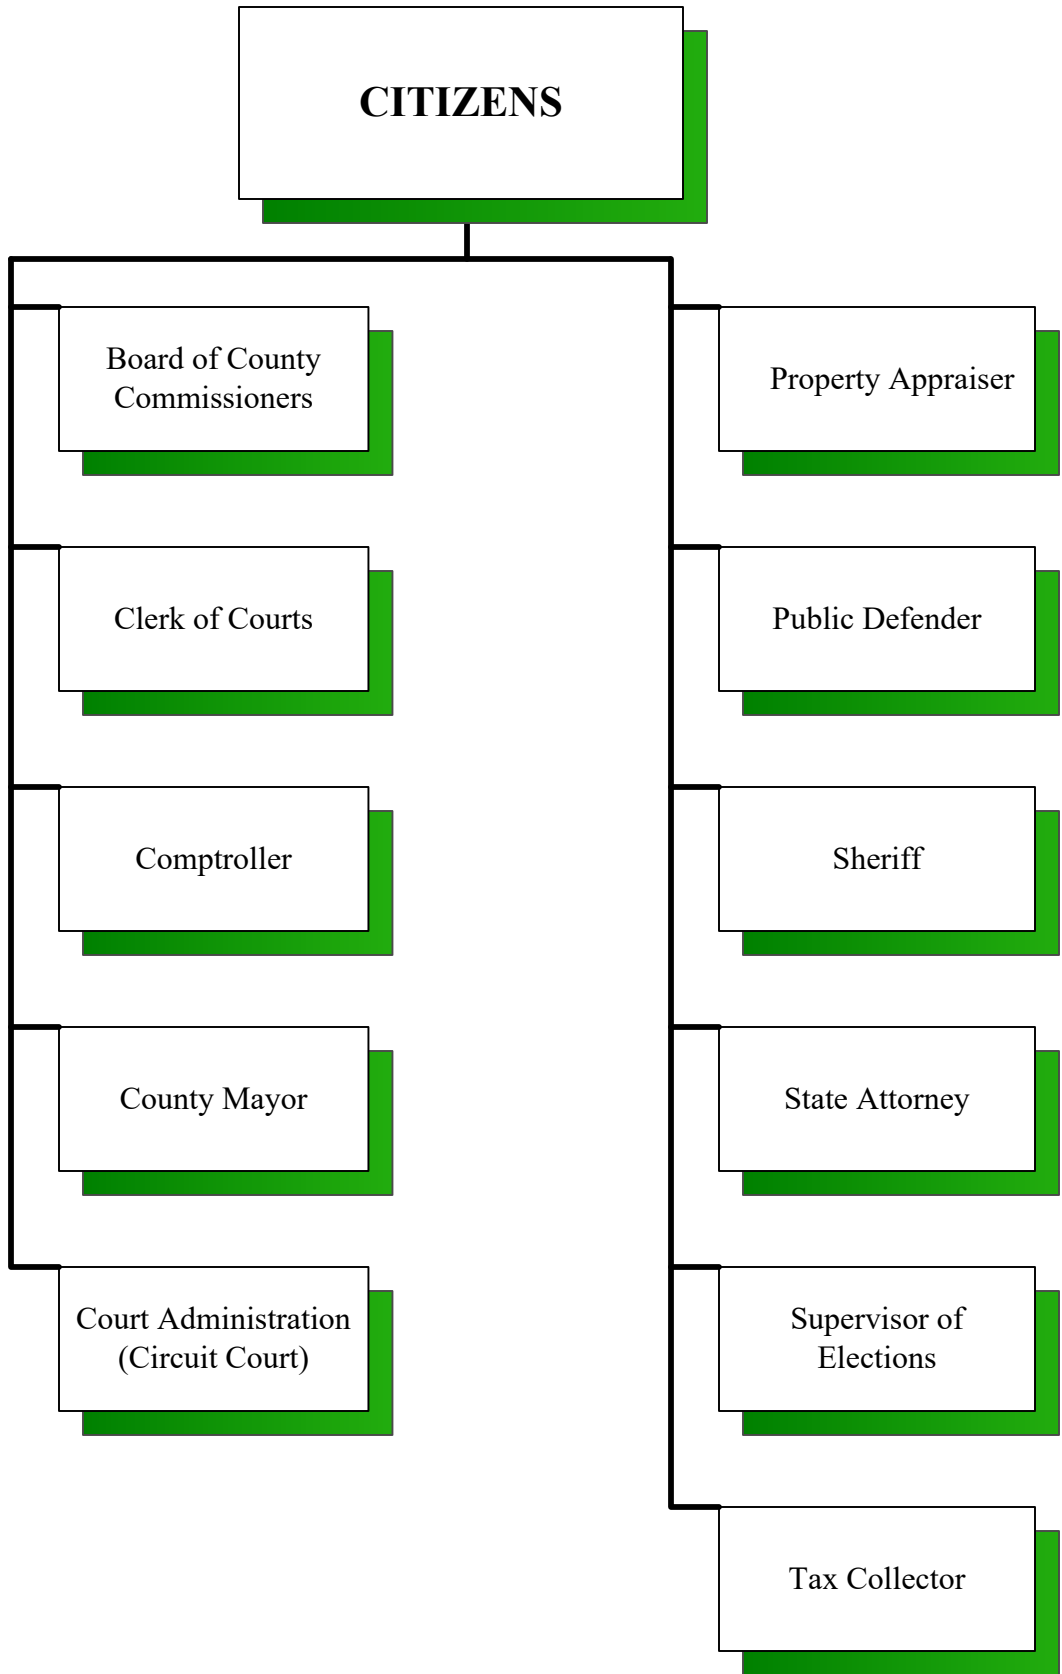 CITIZENS
Board of County
Commissioners
Clerk of Courts
Comptroller
County Mayor
Court Administration
(Circuit Court)
Property Appraiser
Public Defender
Sheriff
State Attorney
Supervisor of
Elections
Tax Collector